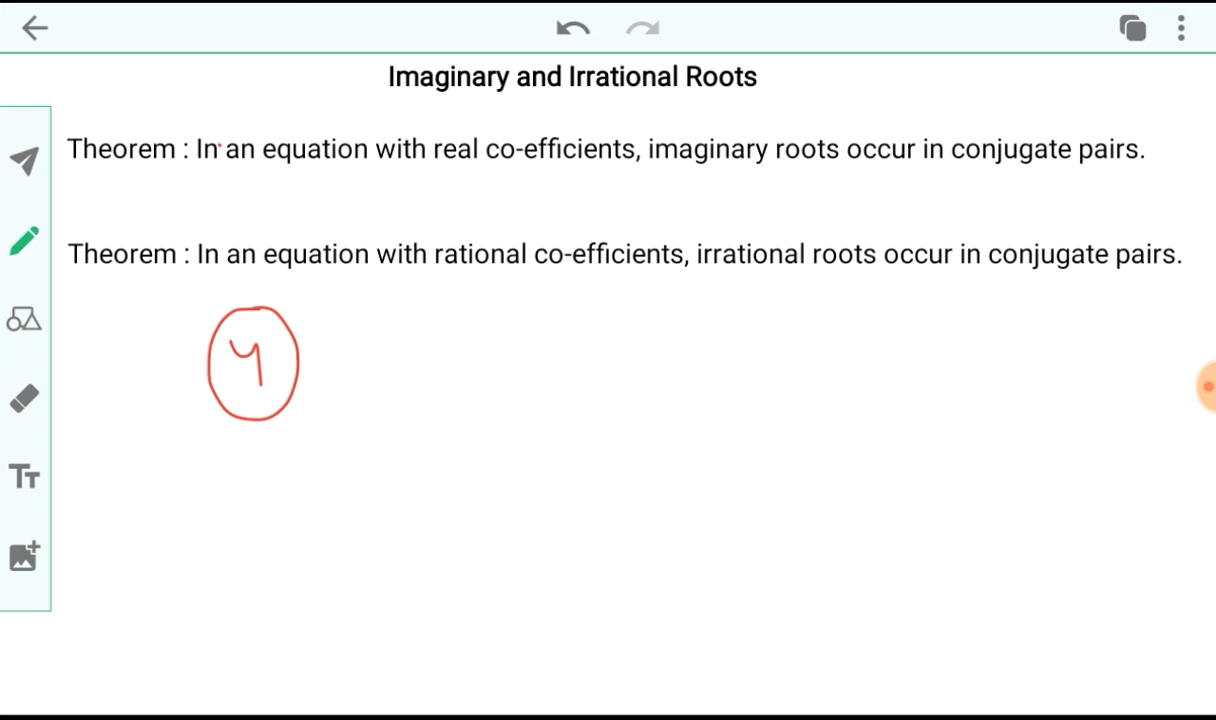 Imaginary and Irrational Roots
Theorem : In an equation with real co-efficients, imaginary roots occur in conjugate pairs.
Theorem : In an equation with rational co-efficients, irrational roots occur in conjugate pairs.
4
TT